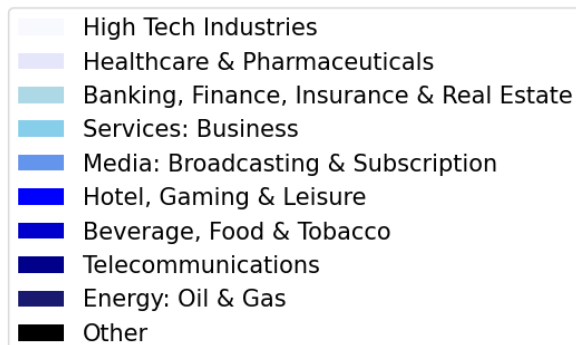 High Tech Industries
Healthcare & Pharmaceuticals
Banking, Finance, Insurance & Real Estate
Services: Business
Media: Broadcasting & Subscription
Hotel, Gaming & Leisure
Beverage, Food & Tobacco
Telecommunications
Energy: Oil & Gas
Other